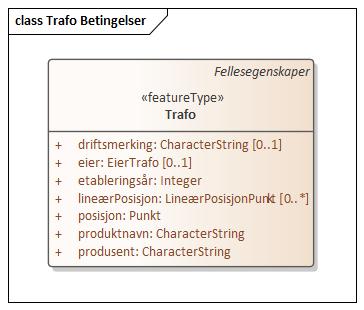 class Trafo Betingelser
Fellesegenskaper
«featureType»
Trafo
+ driftsmerking: CharacterString [0..1]
+ eier: EierTrafo [0..1]
+ etableringsår: Integer
+ lineærPosisjon: LineærPosisjonPunkt [0..*]
+ posisjon: Punkt
+ produktnavn: CharacterString
+ produsent: CharacterString